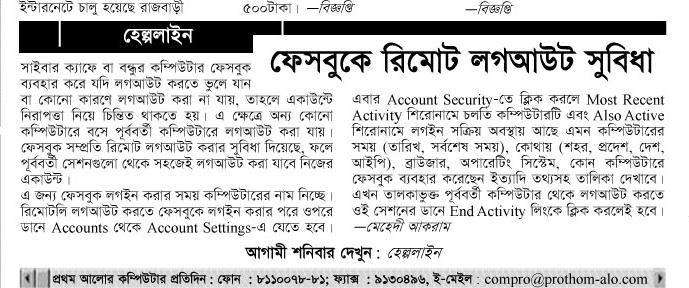 ইন্টারনেটে চালু হয়েছে রাজবাড়ী
৫০০টাকা। —বিজ্ঞপ্তি
—বিজ্ঞপ্তি
হেল্পলাইন
ফেসবুকে রিমোট লগআউট সুবিধা
সাইবার ক্যাফে বা বন্ধুর কম্পিউটার ফেসবুক
ব্যবহার করে যদি লগআউট করতে ভুলে যান
বা কোনো কারণে লগআউট করা না যায়, তাহলে একাউন্টে
নিরাপত্তা নিয়ে চিন্তিত থাকতে হয়। এ ক্ষেত্রে অন্য কোনো
কম্পিউটারে বসে পূর্ববর্তী কম্পিউটারে লগআউট করা যায়।
ফেসবুক সম্প্রতি রিমোট লগআউট করার সুবিধা দিয়েছে, ফলে
পূর্ববর্তী সেশনগুলো থেকে সহজেই লগআউট করা যাবে নিজের
একাউন্ট।
এ জন্য ফেসবুক লগইন করার সময় কম্পিউটারের নাম নিচ্ছে।
রিমোটলি লগআউট করতে ফেসবুকে লগইন করার পরে ওপরে
ডানে Accounts থেকে Account Settings-এ যেতে হবে।
এবার Account Security-তে ক্লিক করলে Most Recent
Activity শিরোনামে চলতি কম্পিউটারটি এবং Also Active
শিরোনামে লগইন সক্রিয় অবস্থায় আছে এমন কম্পিউটারের
সময় (তারিখ, সর্বশেষ সময়), কোথায় (শহর, প্রদেশ, দেশ,
আইপি), ব্রাউজার, অপারেটিং সিস্টেম, কোন কম্পিউটারে
ফেসবুক ব্যবহার করেছেন ইত্যাদি তথ্যসহ তালিকা দেখাবে।
এখন তালকাভুক্ত পূর্ববর্তী কম্পিউটার থেকে লগআউট করতে
ওই সেশনের ডানে End Activity লিংকে ক্লিক করলেই হবে।
—মেহেদী আকরাম
আগামী শনিবার দেখুন : হেল্পলাইন
প্রথম আলোর কম্পিউটার প্রতিদিন : ফোন : ৮১১০০৭৮-৮১; ফ্যাক্স : ৯১৩০৪৯৬, ই-মেইল : compro@prothom-alo.com